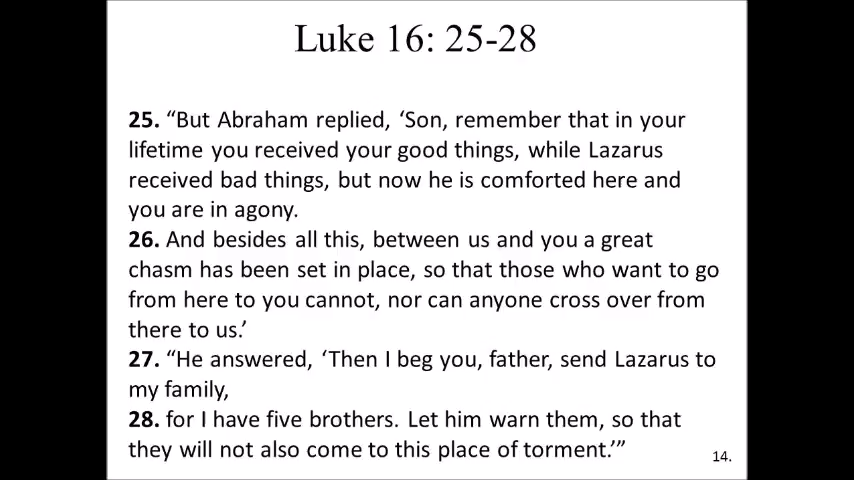 Luke 16: 25-28
25. “But Abraham replied, ‘Son, remember that in your
lifetime you received your good things, while Lazarus
received bad things, but now he is comforted here and
you are in agony.
26. And besides all this, between us and you a great
chasm has been set in place, so that those who want to go
from here to you cannot, nor can anyone cross over from
there to us.’
27. “He answered, ‘Then I beg you, father, send Lazarus to
my family,
28. for I have five brothers. Let him warn them, so that
they will not also come to this place of torment.’”
14.